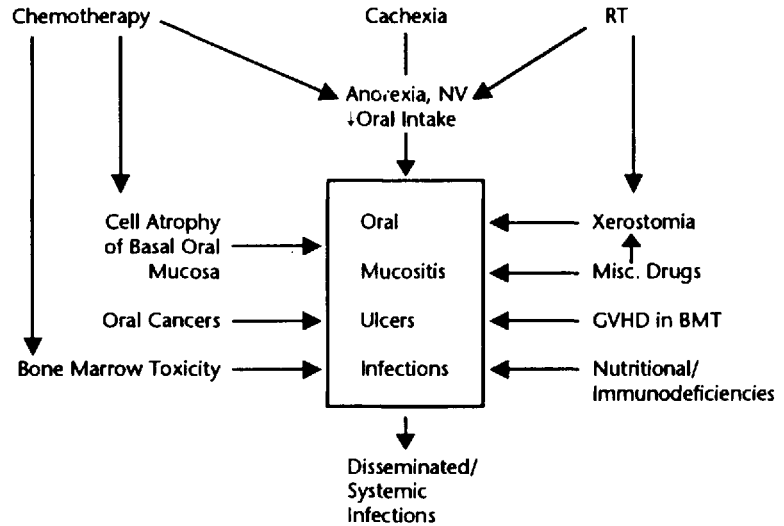 Chemotherapy
Cachexia
RT
Anorexia, NV
↓Oral Intake
Cell Atrophy
of Basal Oral
Mucosa
Oral
Xerostomia
Mucositis
Misc. Drugs
Oral Cancers
Ulcers
GVHD in BMT
Bone Marrow Toxicity
Infections
Nutritional/
Immunodeficiencies
Disseminated/
Systemic
Infections